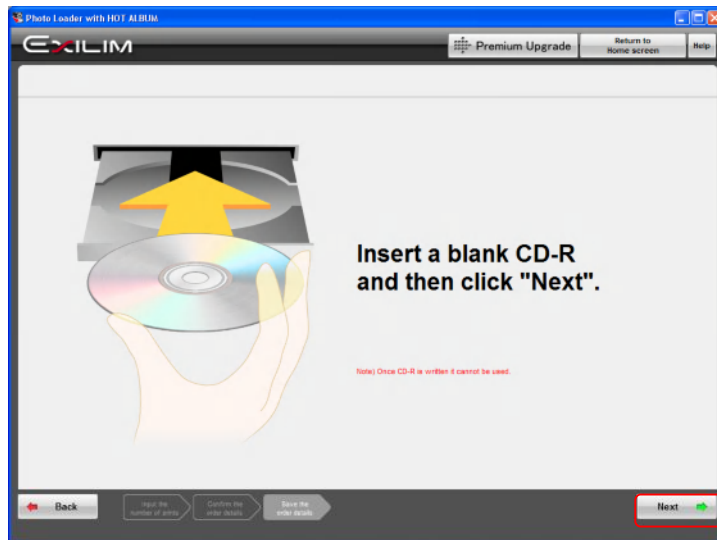 Photo Loader with HOT ALBUM
EXILIM
Premium Upgrade
Return to
Home screen
Help
Insert a blank CD-R
and then click "Next".
Note) Once CD-R is written it cannot be used.
Back
Input the
number of prints
Confirm the
order details
Save the
order details
Next